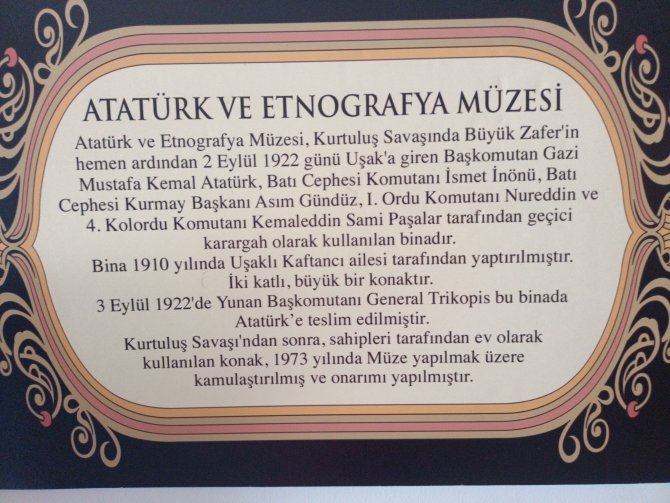 ATATÜRK VE ETNOGRAFYA MÜZESİ
Atatürk ve Etnografya Müzesi, Kurtuluş Savaşında Büyük Zafer'in
hemen ardından 2 Eylül 1922 günü Uşak'a giren Başkomutan Gazi
Mustafa Kemal Atatürk, Batı Cephesi Komutanı İsmet İnönü, Batı
Cephesi Kurmay Başkanı Asım Gündüz, I. Ordu Komutanı Nureddin ve
4. Kolordu Komutanı Kemaleddin Sami Paşalar tarafından geçici
karargah olarak kullanılan binadır.
Bina 1910 yılında Uşaklı Kaftancı ailesi tarafından yaptırılmıştır.
İki katlı, büyük bir konaktır.
3 Eylül 1922'de Yunan Başkomutanı General Trikopis bu binada
Atatürk'e teslim edilmiştir.
Kurtuluş Savaşı'ndan sonra, sahipleri tarafından ev olarak
kullanılan konak, 1973 yılında Müze yapılmak üzere
kamulaştırılmış ve onarımı yapılmıştır.